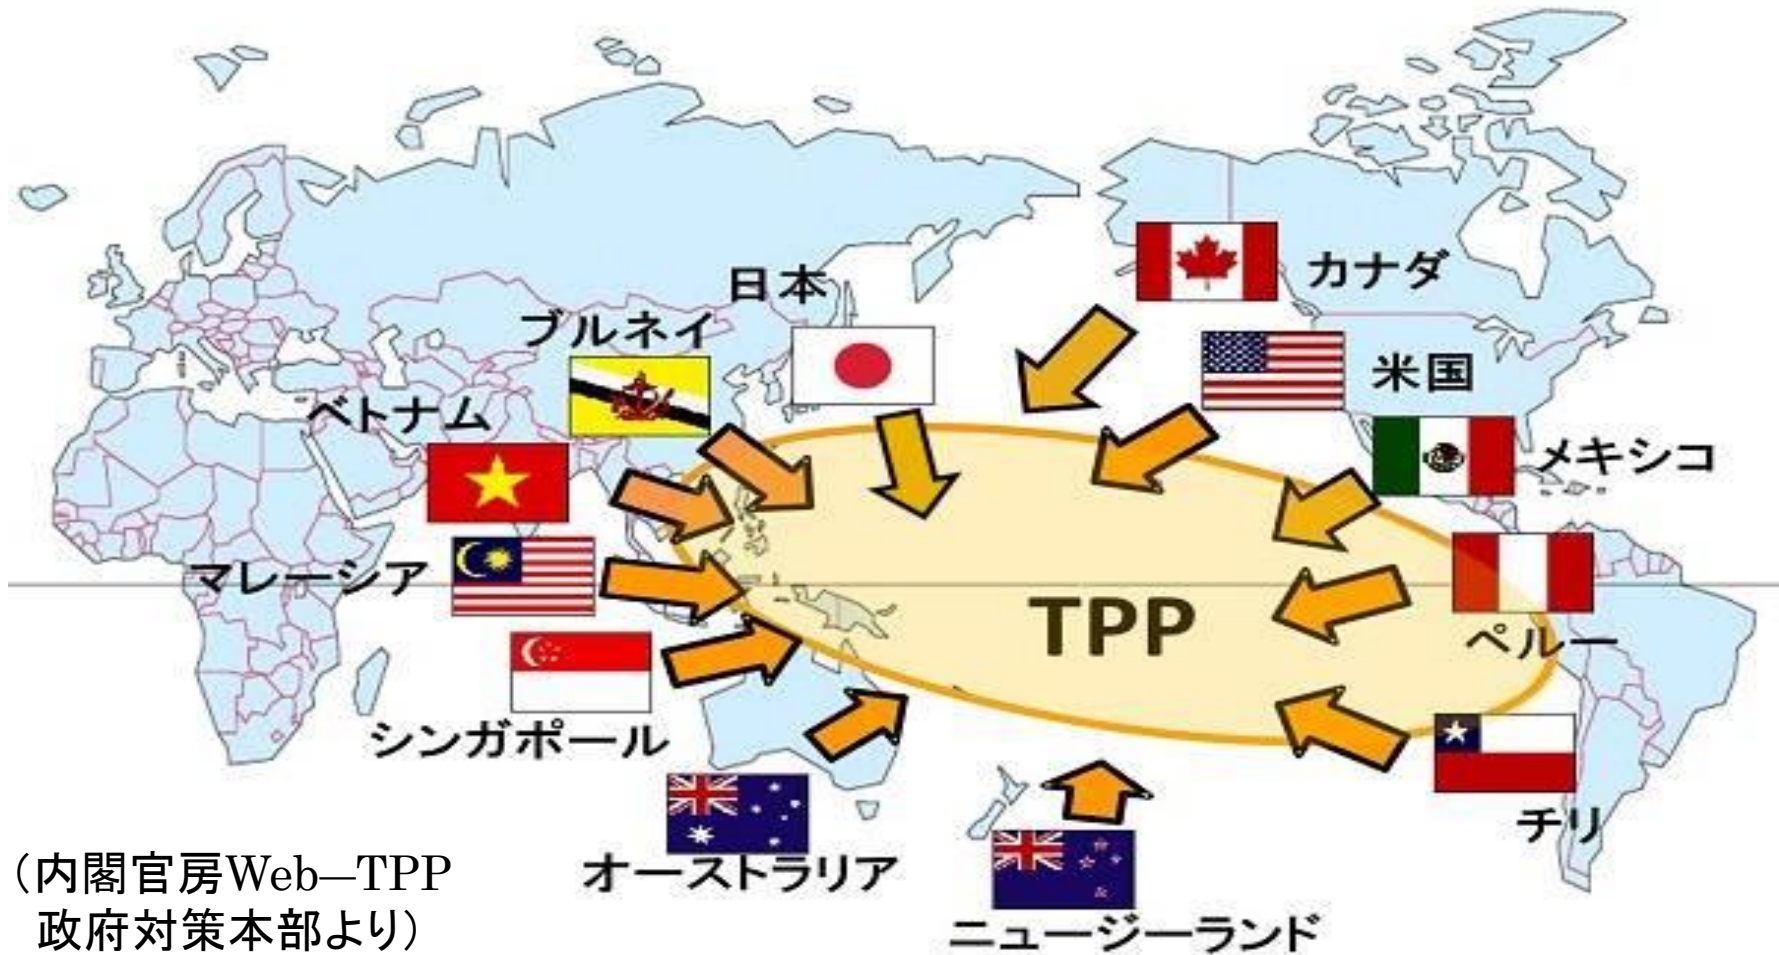 日本
カナダ
ブルネイ
米国
ベトナム
メキシコ
マレーシア
TPP
ペルー
シンガポール
チリ
オーストラリア
ニュージーランド
（内閣官房Web―TPP
政府対策本部より）